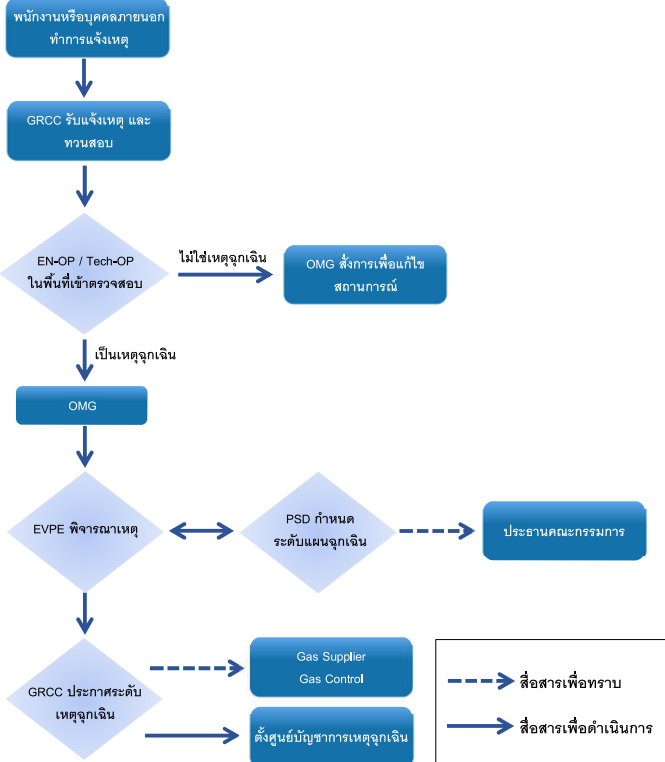 พนักงานหรือบุคคลภายนอก
ทำการแจ้งเหตุ
GRCC รับแจ้งเหตุ และ
ทวนสอบ
EN-OP / Tech-OP
ในพื้นที่เข้าตรวจสอบ
ไม่ใช่เหตุฉุกเฉิน
OMG สั่งการเพื่อแก้ไข
สถานการณ์
เป็นเหตุฉุกเฉิน
OMG
EVPE พิจารณาเหตุ
PSD กำหนด
ระดับแผนฉุกเฉิน
ประธานคณะกรรมการ
GRCC ประกาศระดับ
เหตุฉุกเฉิน
Gas Supplier
Gas Control
ตั้งศูนย์บัญชาการเหตุฉุกเฉิน
สื่อสารเพื่อทราบ
สื่อสารเพื่อดำเนินการ